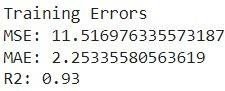 Training Errors
MSE: 11.516976335573187
MAE: 2.25335580563619
R2: 0.93